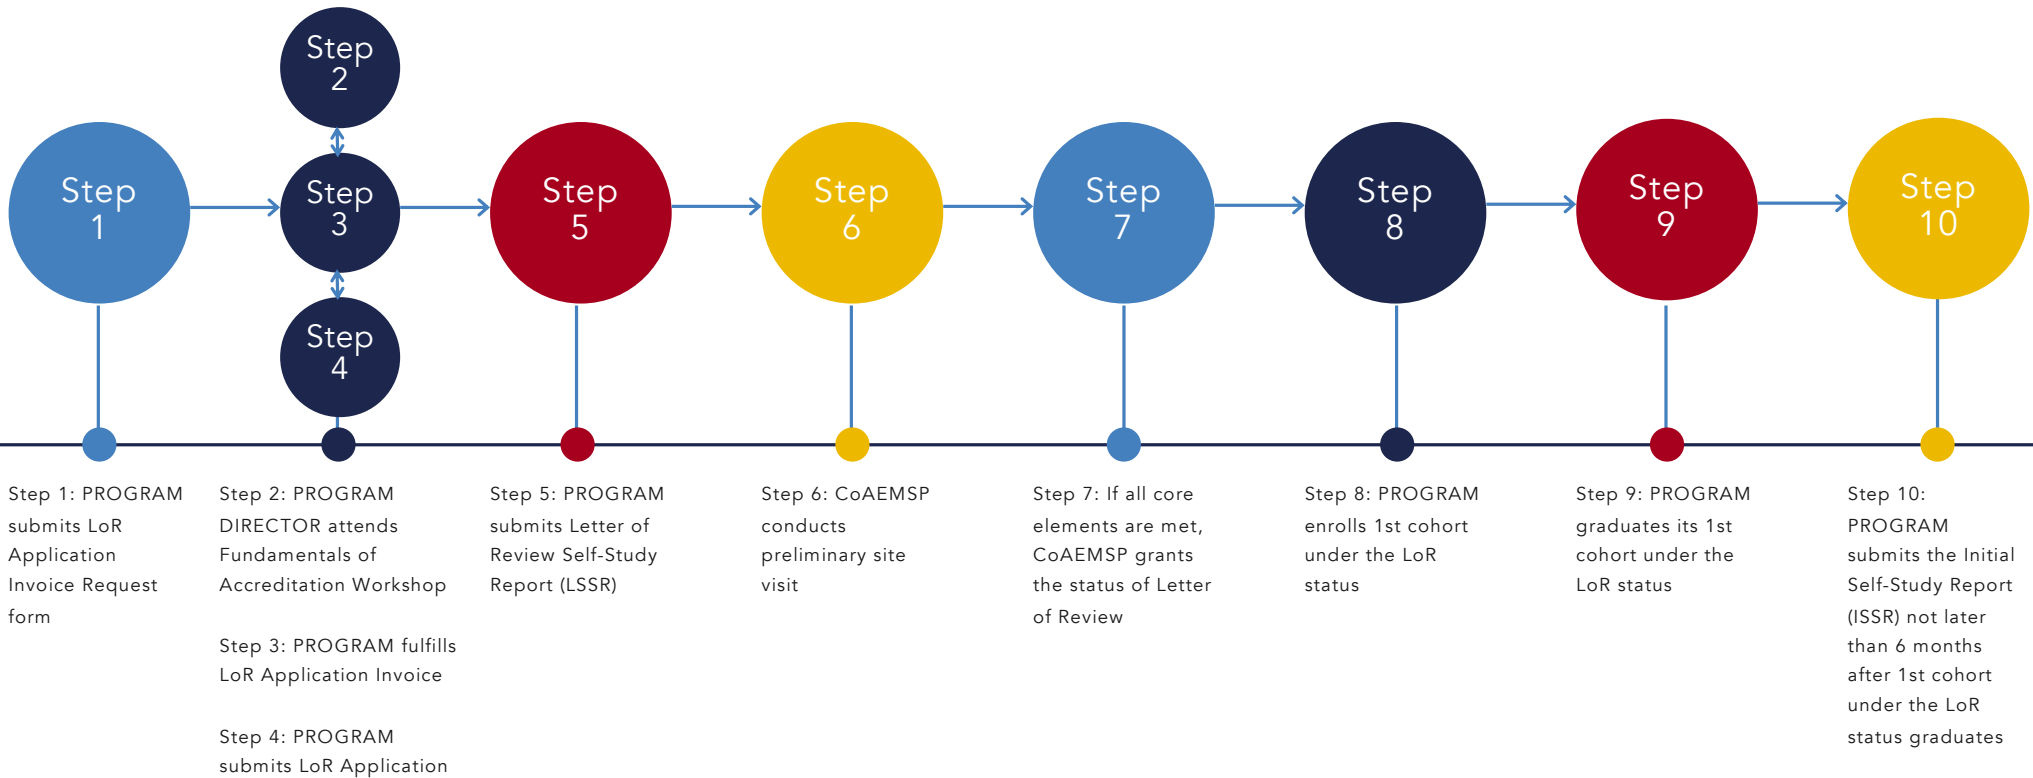 Step
2
Step
1
Step
3
Step
4
Step
5
Step
6
Step
7
Step
8
Step
9
Step
10
Step 1: PROGRAM
submits LoR
Application
Invoice Request
form
Step 2: PROGRAM
DIRECTOR attends
Fundamentals of
Accreditation Workshop
Step 3: PROGRAM fulfills
LoR Application Invoice
Step 4: PROGRAM
submits LoR Application
Step 5: PROGRAM
submits Letter of
Review Self-Study
Report (LSSR)
Step 6: CoAEMSP
conducts
preliminary site
visit
Step 7: If all core
elements are met,
CoAEMSP grants
the status of Letter
of Review
Step 8: PROGRAM
enrolls 1st cohort
under the LoR
status
Step 9: PROGRAM
graduates its 1st
cohort under the
LoR status
Step 10:
PROGRAM
submits the Initial
Self-Study Report
(ISSR) not later
than 6 months
after 1st cohort
under the LoR
status graduates